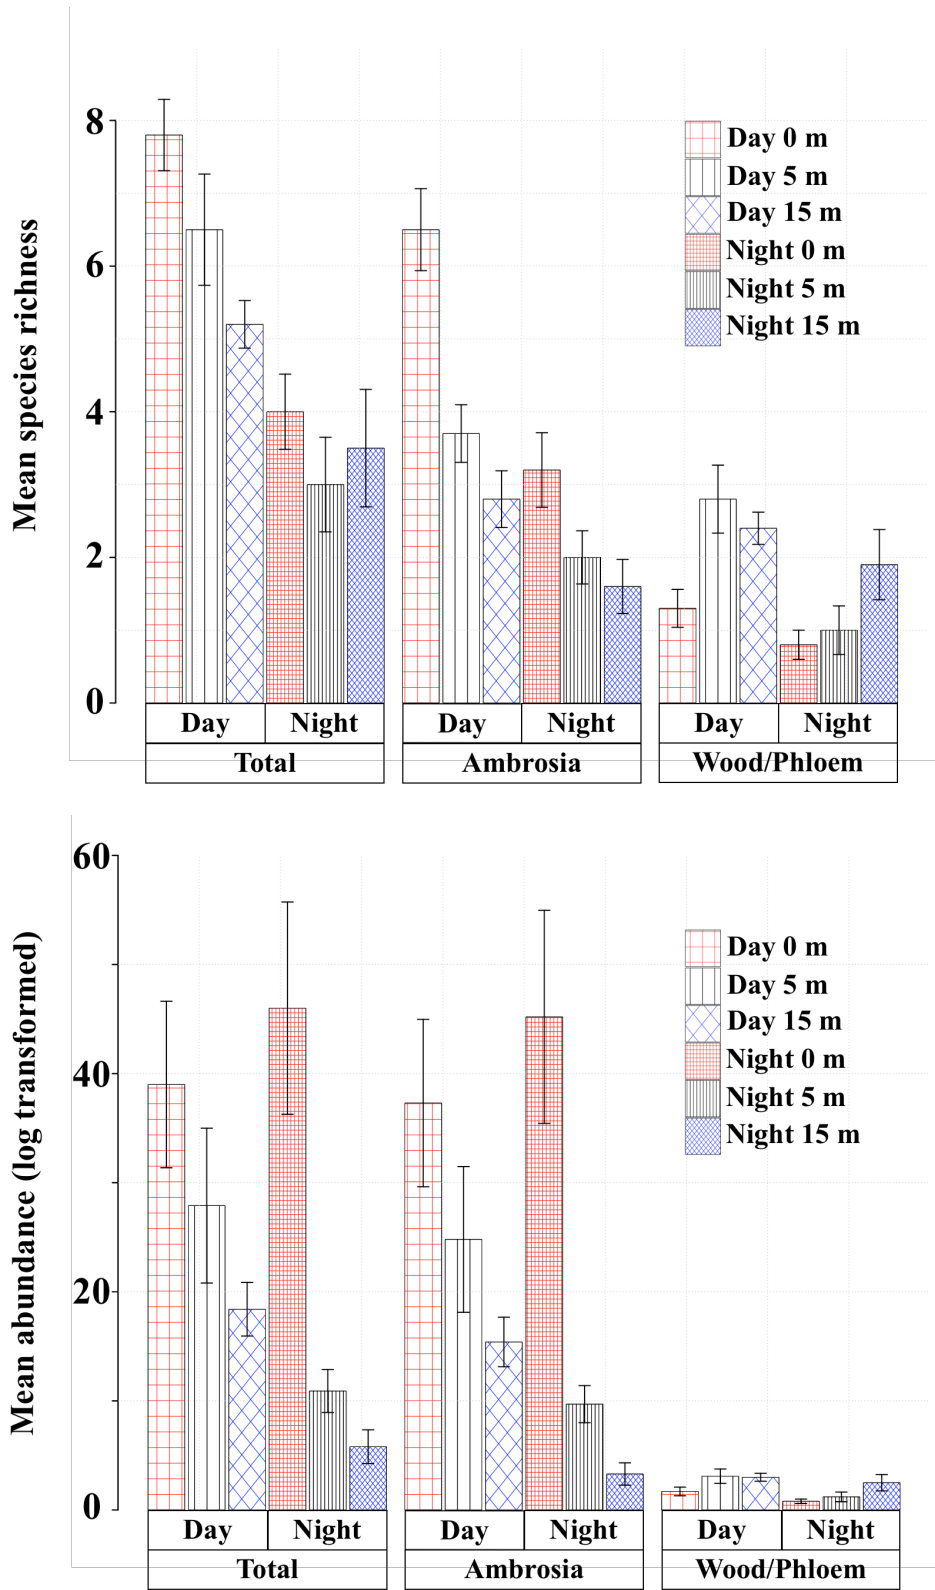 Mean species richness
8
6
4
2
0
Day 0 m
Day 5 m
Day 15 m
Night 0 m
Night 5 m
Night 15 m
Day Night Day Night Day Night
Total Ambrosia Wood/Phloem
Mean abundance (log transformed)
60
40
20
0
Day 0 m
Day 5 m
Day 15 m
Night 0 m
Night 5 m
Night 15 m
Day Night Day Night Day Night
Total Ambrosia Wood/Phloem